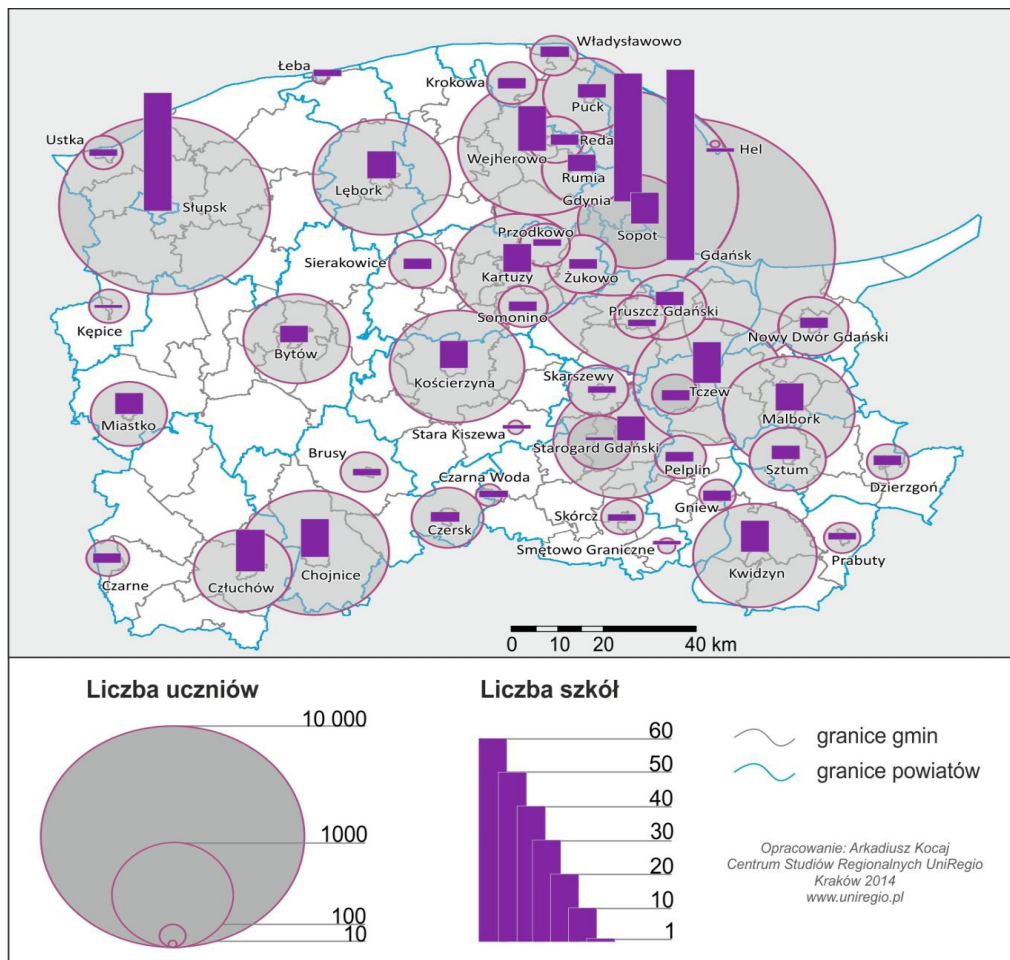 Władysławowo
Łeba
Krokowa
Puck
Ustka
Reda
Hel
Wejherowo
Rumia
Lębork
Gdynia
Słupsk
Przodkowo
Sopot
Sierakowice
Kartuzy
Żukowo
Gdańsk
Somonino
Pruszcz Gdański
Kępice
Nowy Dwór Gdański
Bytów
Kościerzyna
Skarszewy
Tczew
Miastko
Malbork
Stara Kiszewa
Starogard Gdański
Brusy
Pelplin
Sztum
Czarna Woda
Dzierzgoń
Gniew
Czersk
Skórcz
Smętowo Graniczne
Prabuty
Czarne
Człuchów
Chojnice
Kwidzyn
0 10 20 40 km
Liczba uczniów
10 000
1000
100
10
Liczba szkół
60
50
40
30
20
10
1
granice gmin
granice powiatów
Opracowanie: Arkadiusz Kocaj
Centrum Studiów Regionalnych UniRegio
Kraków 2014
www.uniregio.pl